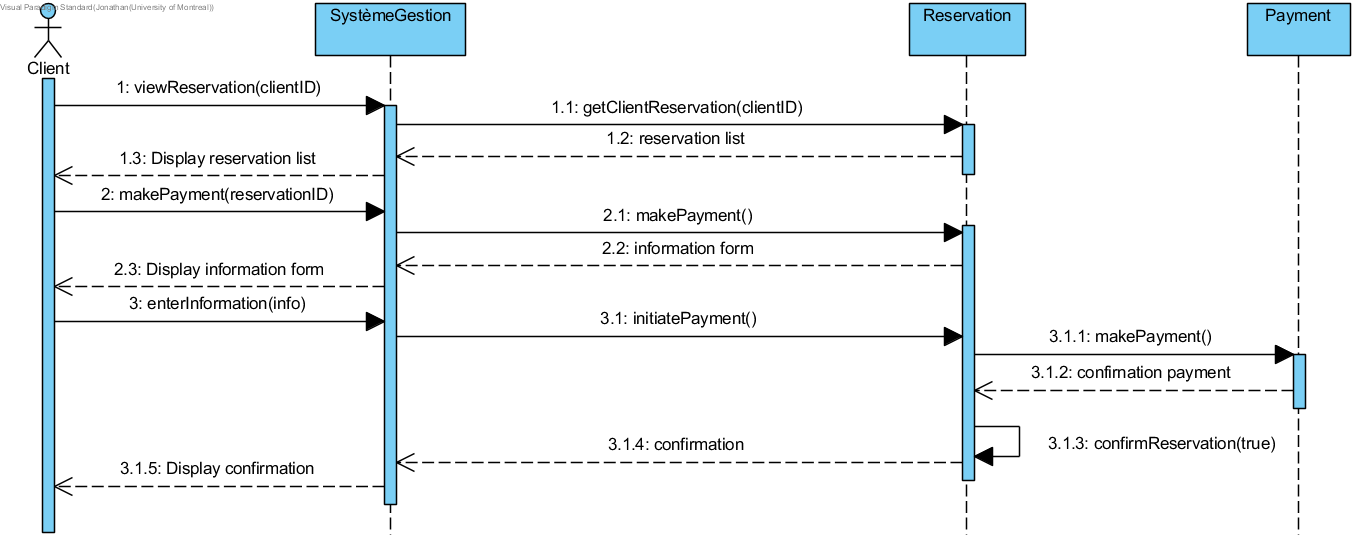 Visual Paradigm Standard(Jonathan(University of Montreal))
SystèmeGestion
Reservation
Payment
Client
1: viewReservation(clientID)
1.1: getClientReservation(clientID)
1.2: reservation list
1.3: Display reservation list
2: makePayment(reservationID)
2.1: makePayment()
2.2: information form
2.3: Display information form
3: enterInformation(info)
3.1: initiatePayment()
3.1.1: makePayment()
3.1.2: confirnation payment
3.1.3: confirmReservation(true)
3.1.4: confirmation
3.1.5: Display confirmation